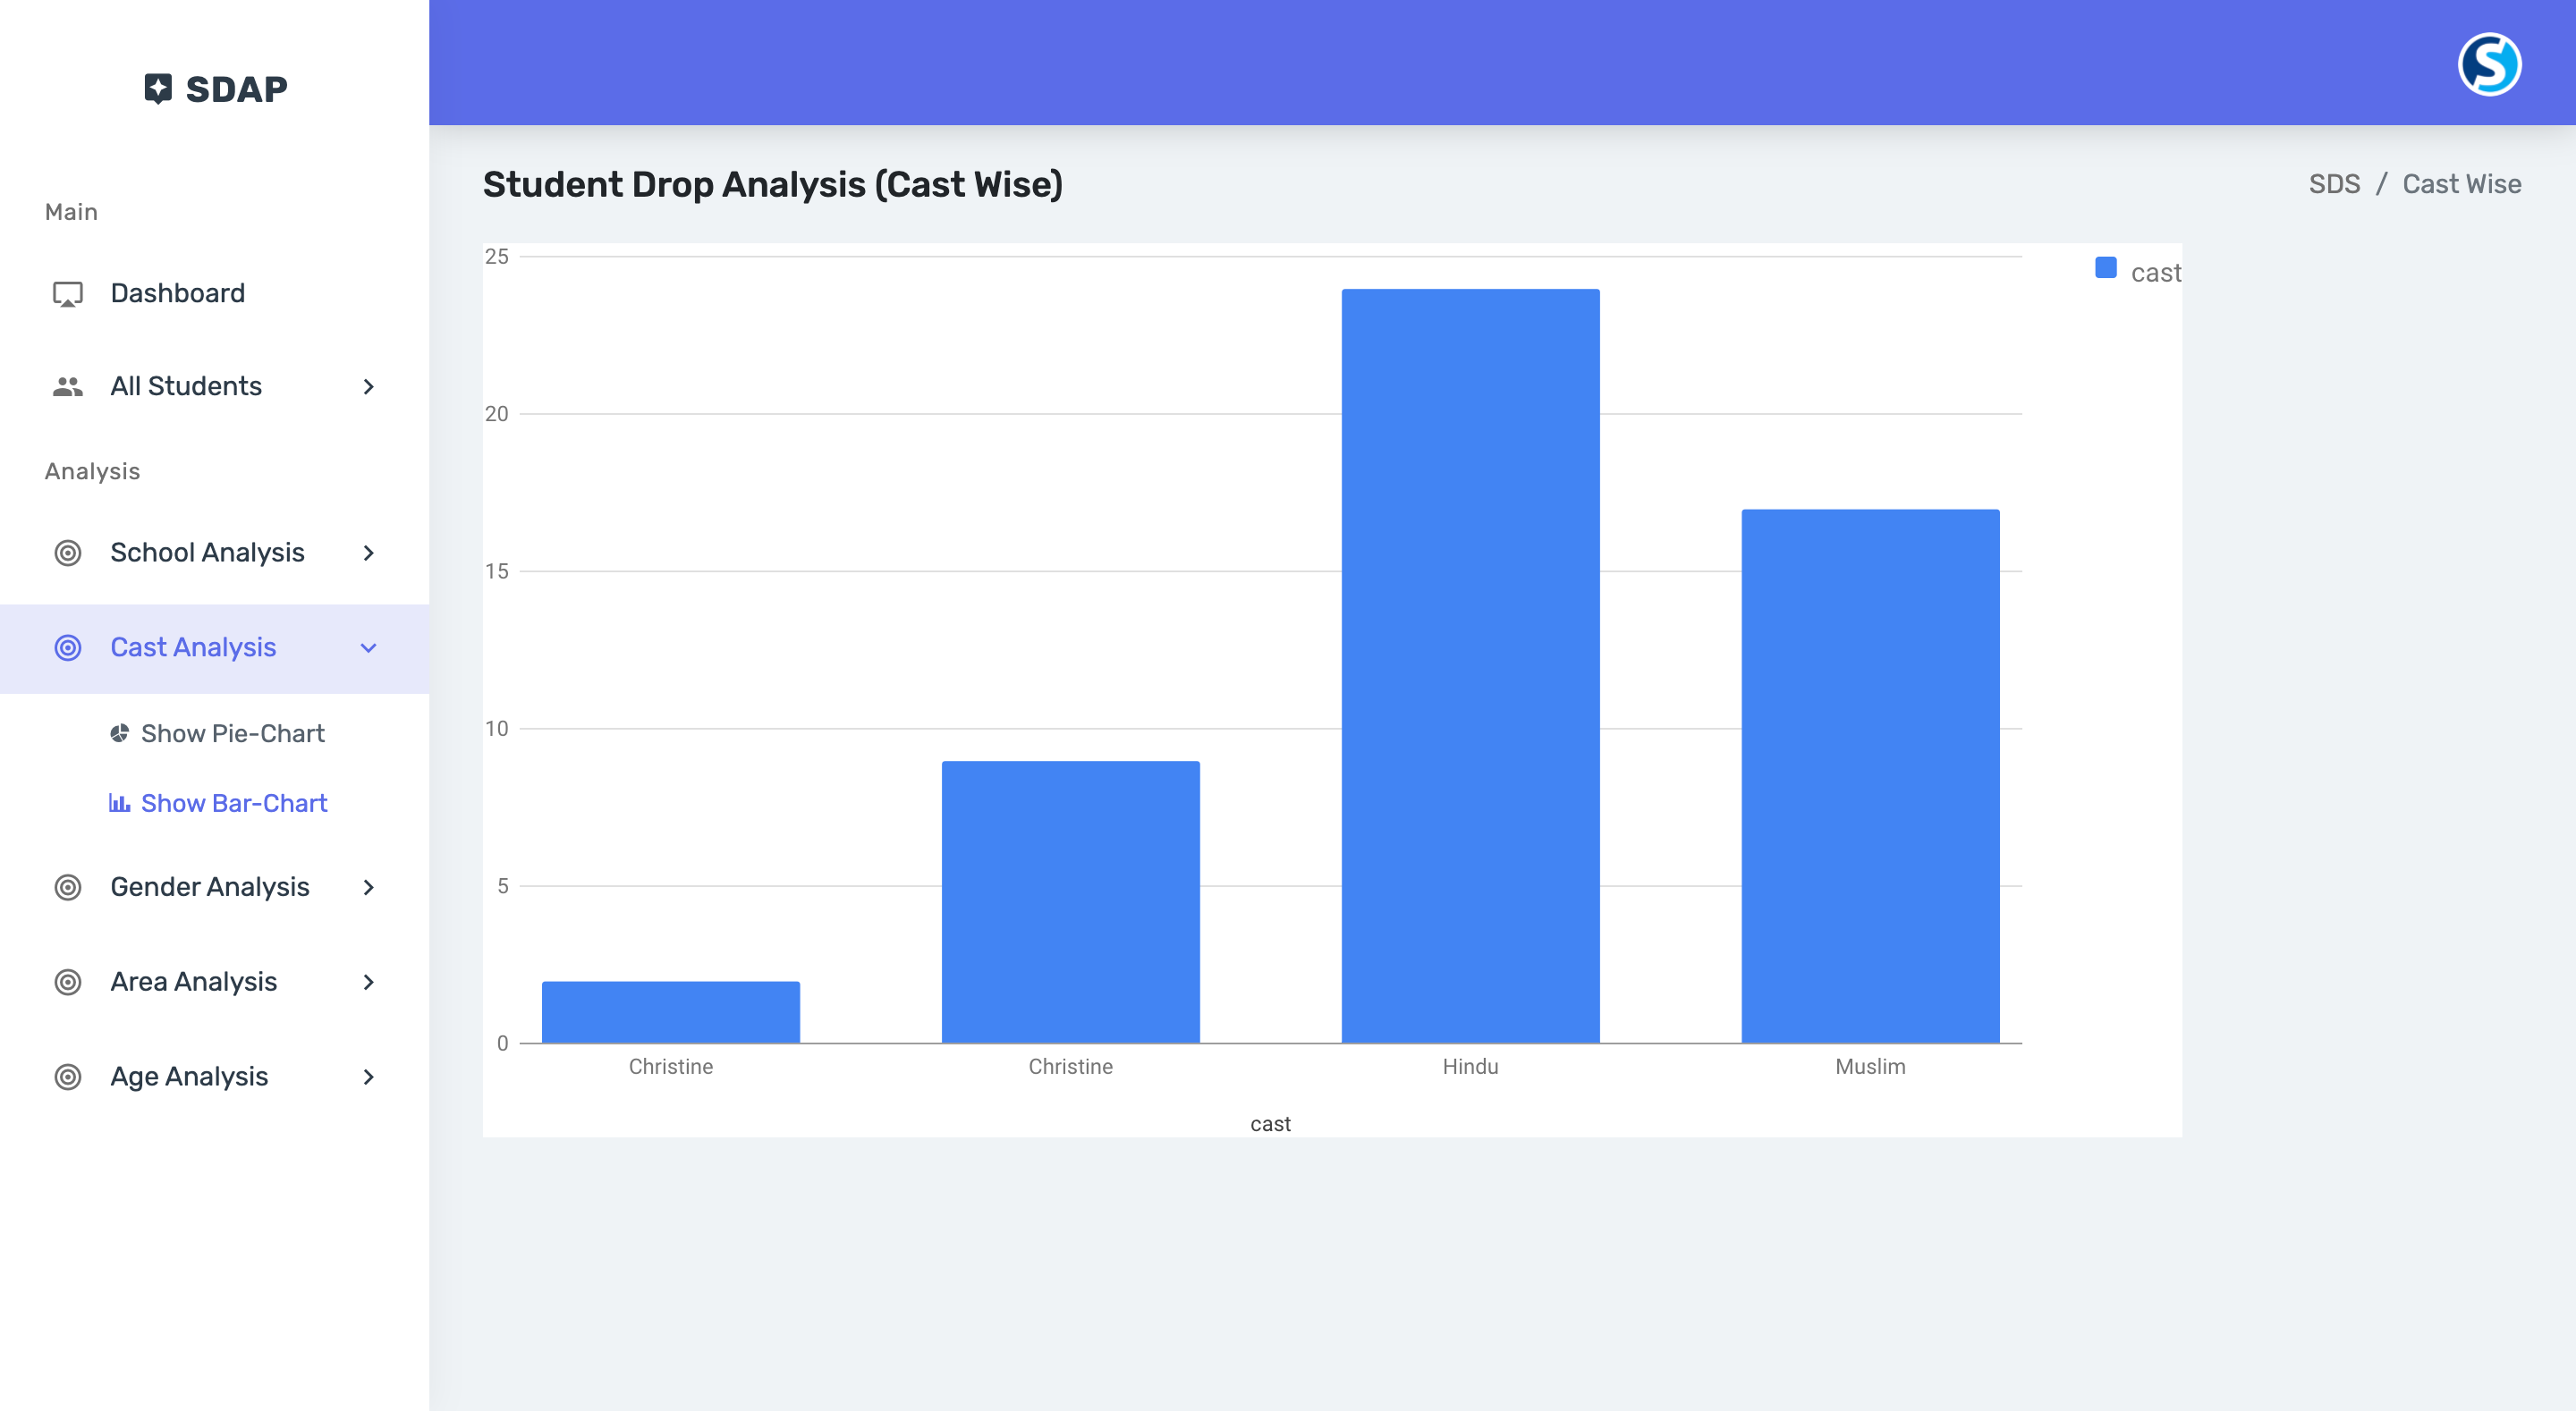 SDAP
Main
Dashboard
All Students
Analysis
School Analysis
Cast Analysis
Show Pie-Chart
Show Bar-Chart
Gender Analysis
Area Analysis
Age Analysis
Student Drop Analysis (Cast Wise)
SDS / Cast Wise
25
20
15
10
5
0
Christine Christine Hindu Muslim
cast
cast